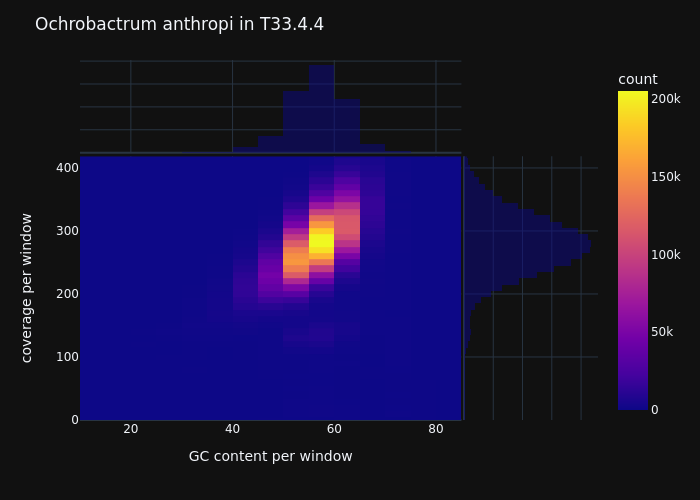 Ochrobactrum anthropi in T33.4.4
count
200k
150k
100k
50k
0
400
300
200
100
0
coverage per window
20 40 60 80
GC content per window